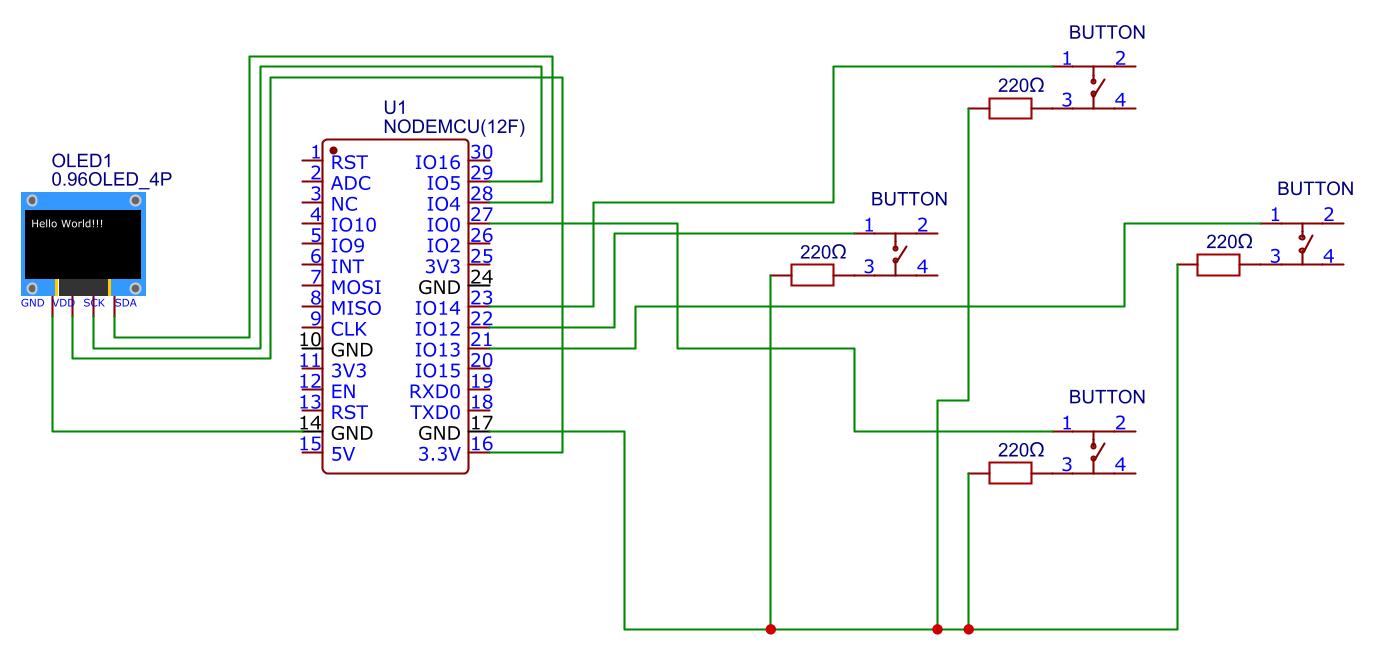 BUTTON
1 2
220Ω
3 4
U1
NODEMCU(12F)
OLED1
0.96OLED_4P
Hello World!!!
GND VDD SCK SDA
1 RST IO16 30
2 ADC IO5 29
3 NC IO4 28
4 IO10 IO0 27
5 IO9 IO2 26
6 INT 3V3 25
7 MOSI GND 24
8 MISO IO14 23
9 CLK IO12 22
10 GND IO13 21
11 3V3 IO15 20
12 EN RXD0 19
13 RST TXD0 18
14 GND GND 17
15 5V 3.3V 16
BUTTON
1 2
220Ω
3 4
BUTTON
1 2
220Ω
3 4
BUTTON
1 2
220Ω
3 4